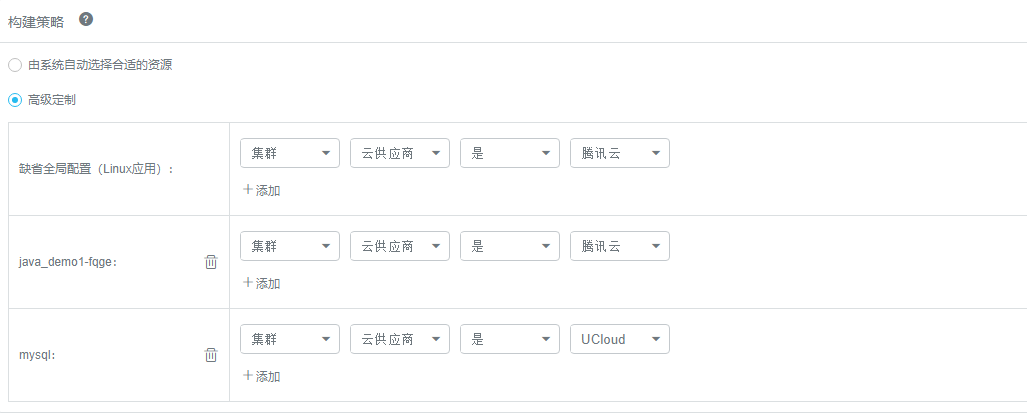 构建策略 ?
由系统自动选择合适的资源
高级定制
缺省全局配置（Linux应用）: 集群 云供应商 是 腾讯云
+添加
java_demo1-fqge: 集群 云供应商 是 腾讯云
+添加
mysql: 集群 云供应商 是 UCloud
+添加